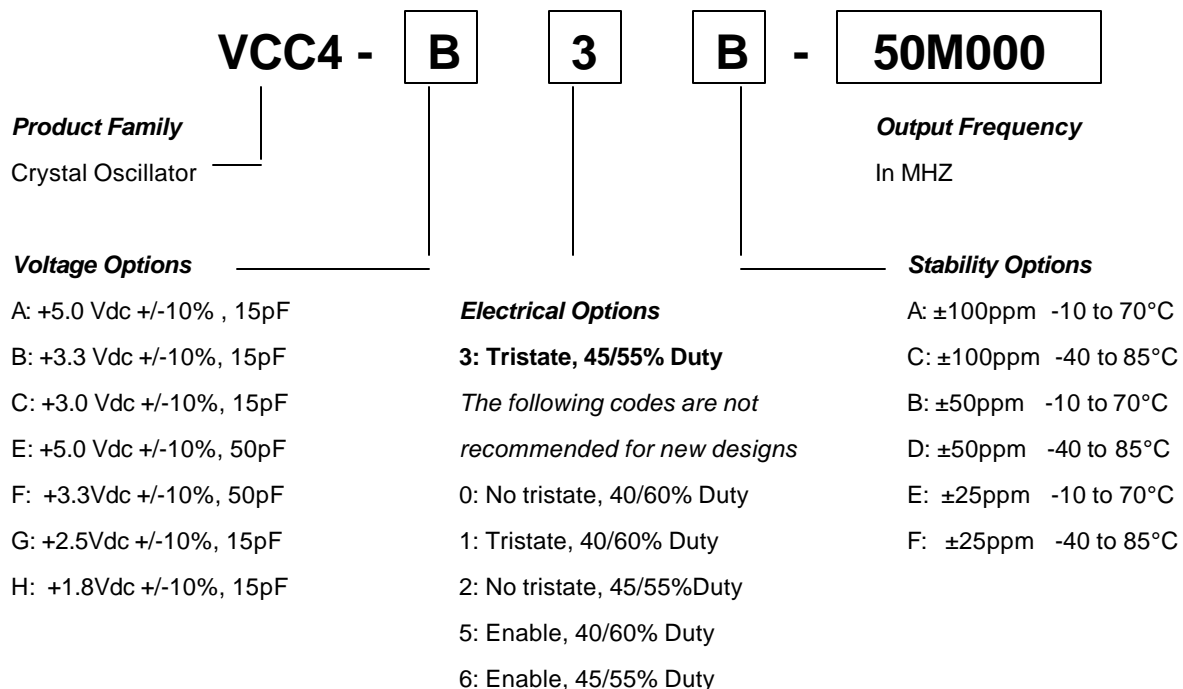 VCC4 - B 3 B - 50M000
Product Family
Crystal Oscillator
Output Frequency
In MHZ
Voltage Options
A: +5.0 Vdc +/-10% , 15pF
B: +3.3 Vdc +/-10%, 15pF
C: +3.0 Vdc +/-10%, 15pF
E: +5.0 Vdc +/-10%, 50pF
F: +3.3Vdc +/-10%, 50pF
G: +2.5Vdc +/-10%, 15pF
H: +1.8Vdc +/-10%, 15pF
Electrical Options
3: Tristate, 45/55% Duty
The following codes are not
recommended for new designs
0: No tristate, 40/60% Duty
1: Tristate, 40/60% Duty
2: No tristate, 45/55%Duty
5: Enable, 40/60% Duty
6: Enable, 45/55% Duty
Stability Options
A: ±100ppm -10 to 70°C
C: ±100ppm -40 to 85°C
B: ±50ppm -10 to 70°C
D: ±50ppm -40 to 85°C
E: ±25ppm -10 to 70°C
F: ±25ppm -40 to 85°C